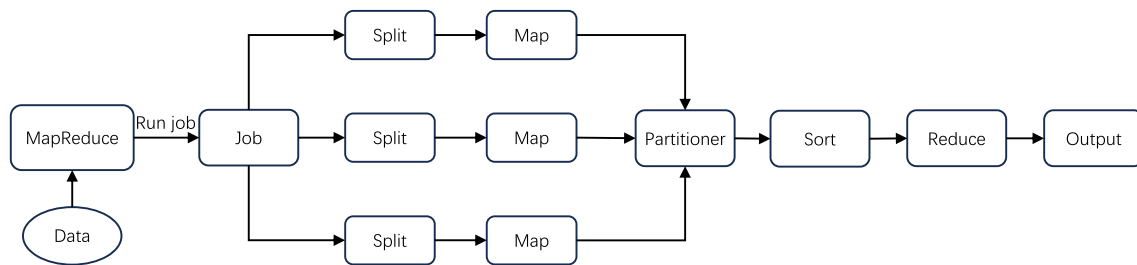 Split
Map
MapReduce
Run job
Job
Split
Map
Partitioner
Sort
Reduce
Output
Data
Split
Map